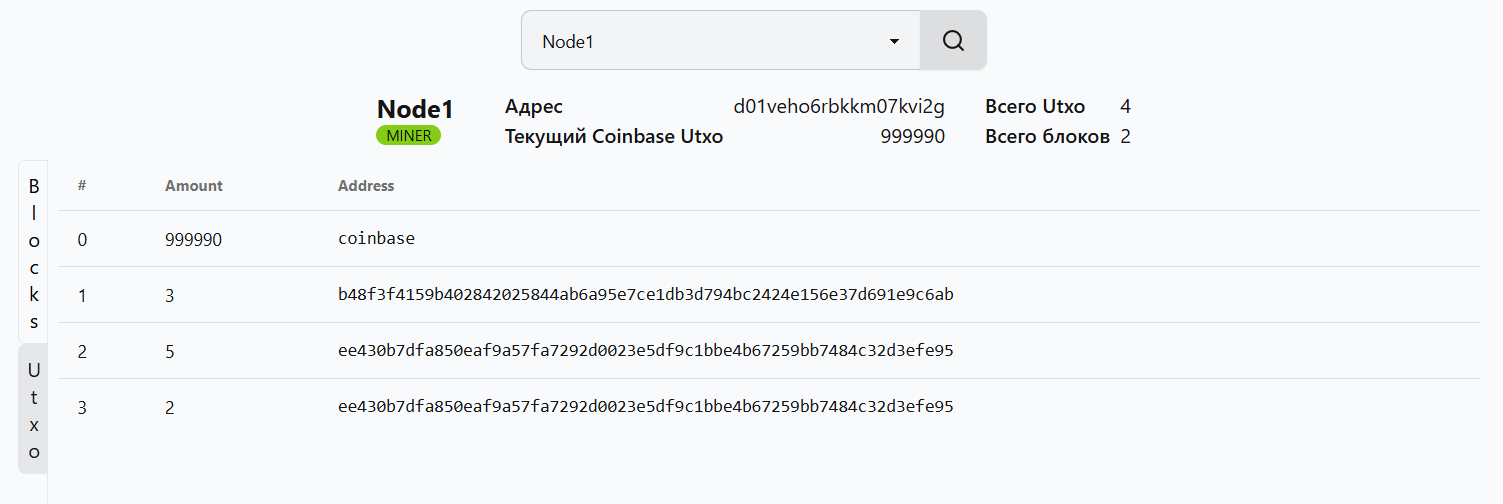 Node1
Node1
MINER
Адрес d01veho6rbkkm07kvi2g
Текущий Coinbase Utxo 999990
Всего Utxo 4
Всего блоков 2
Blocks
Utxo
# Amount Address
0 999990 coinbase
1 3 b48f3f4159b402842025844ab6a95e7ce1db3d794bc2424e156e37d691e9c6ab
2 5 ee430b7dfa850eaf9a57fa7292d0023e5df9c1bbe4b67259bb7484c32d3efe95
3 2 ee430b7dfa850eaf9a57fa7292d0023e5df9c1bbe4b67259bb7484c32d3efe95